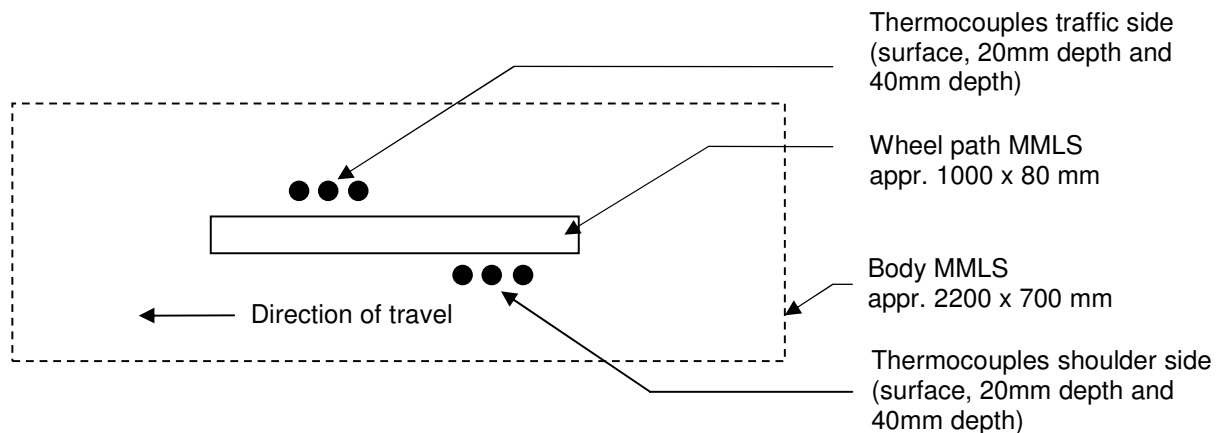 Thermocouples traffic side
(surface, 20mm depth and
40mm depth)
Wheel path MMLS
appr. 1000 x 80 mm
Body MMLS
appr. 2200 x 700 mm
Direction of travel
Thermocouples shoulder side
(surface, 20mm depth and
40mm depth)